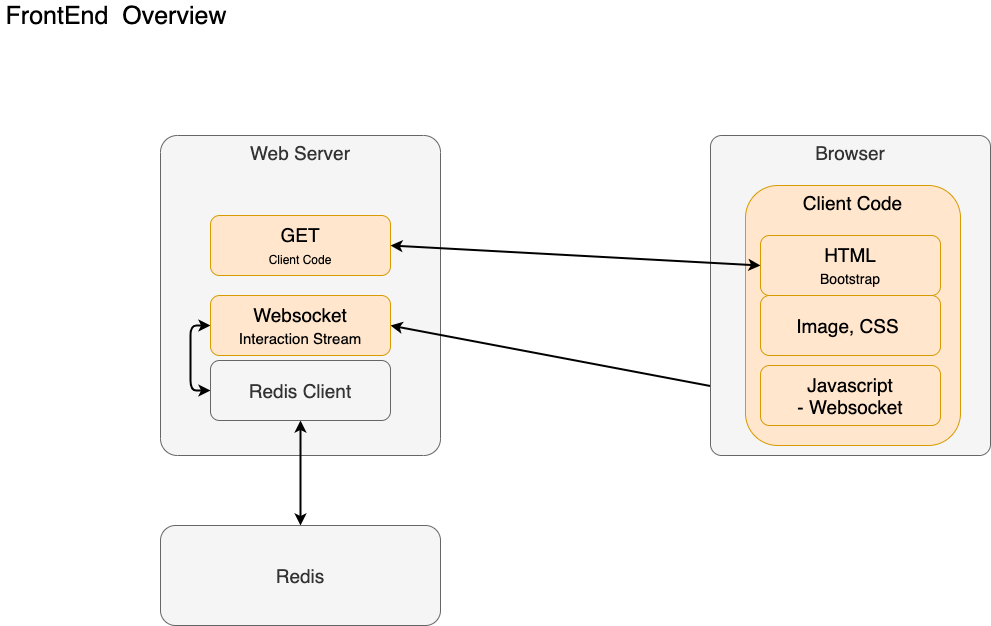 FrontEnd  Overview
Web Server
GET
Client Code
Websocket
Interaction Stream
Redis Client
Redis
Browser
Client Code
HTML
Bootstrap
Image, CSS
Javascript
- Websocket